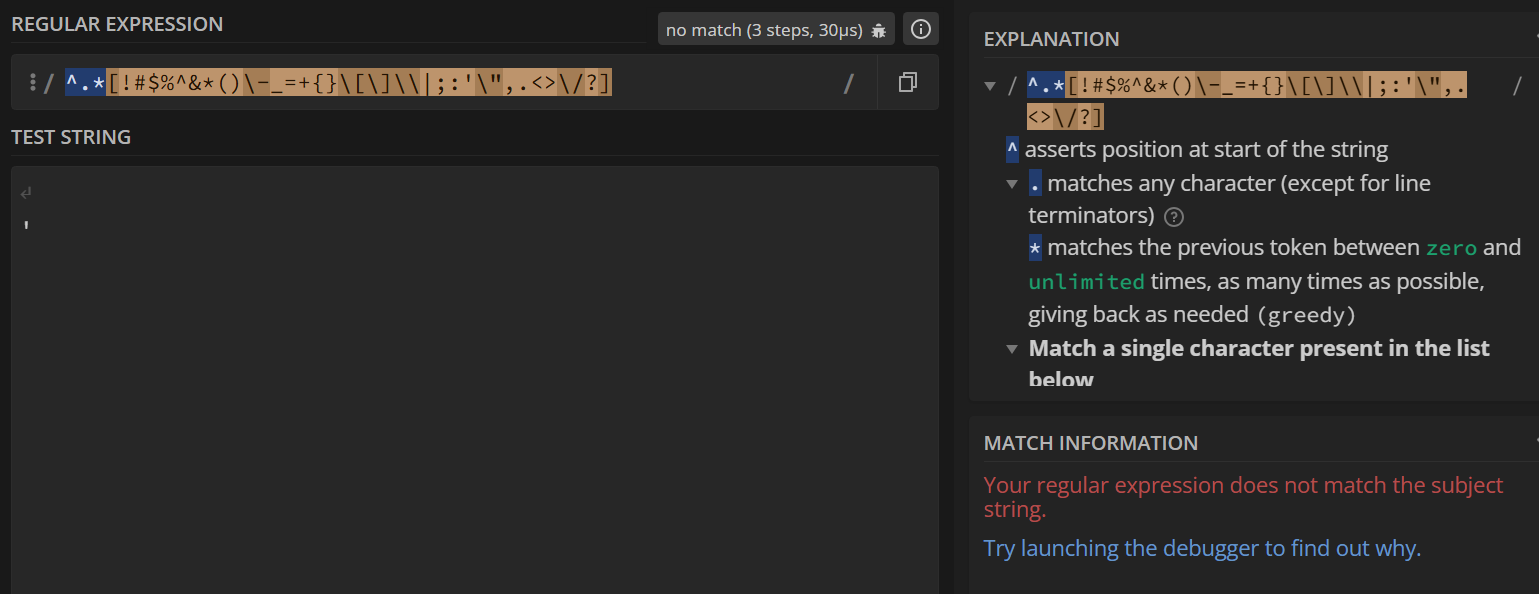 REGULAR EXPRESSION
no match (3 steps, 30µs)
/ ^.*[!#$%^&*()\-_=+{}\[\]\\|;:'\",.<>\/?] /
TEST STRING
↵
'
EXPLANATION
/ ^.*[!#$%^&*()\-_=+{}\[\]\\|;:'\",. /
<>\/?]
^ asserts position at start of the string
. matches any character (except for line
terminators)
* matches the previous token between zero and
unlimited times, as many times as possible,
giving back as needed (greedy)
Match a single character present in the list
below
MATCH INFORMATION
Your regular expression does not match the subject
string.
Try launching the debugger to find out why.